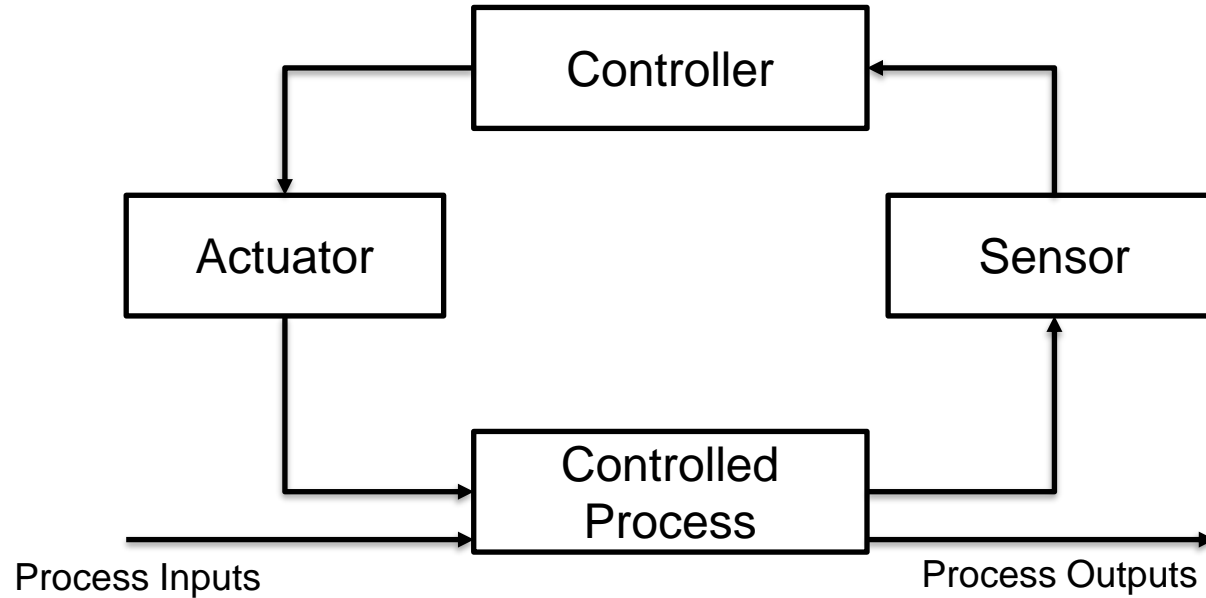 Controller
Actuator
Sensor
Controlled
Process
Process Inputs
Process Outputs